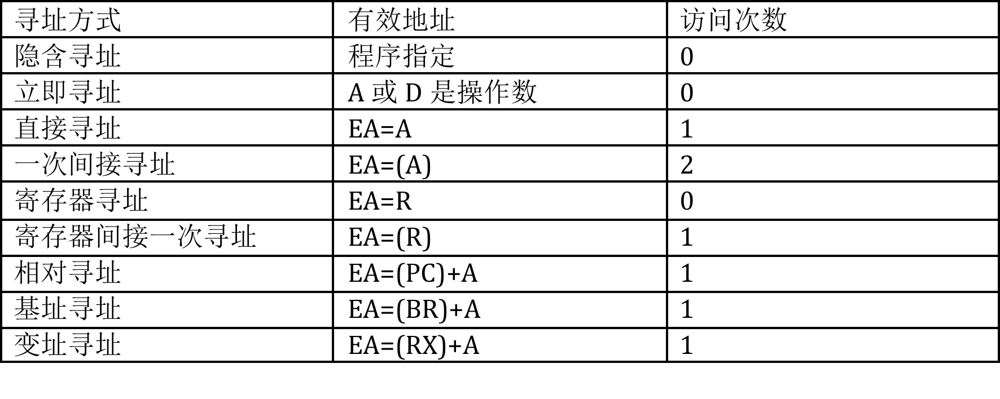 寻址方式 有效地址 访问次数
隐含寻址 程序指定 0
立即寻址 A 或 D 是操作数 0
直接寻址 EA=A 1
一次间接寻址 EA=(A) 2
寄存器寻址 EA=R 0
寄存器间接一次寻址 EA=(R) 1
相对寻址 EA=(PC)+A 1
基址寻址 EA=(BR)+A 1
变址寻址 EA=(RX)+A 1